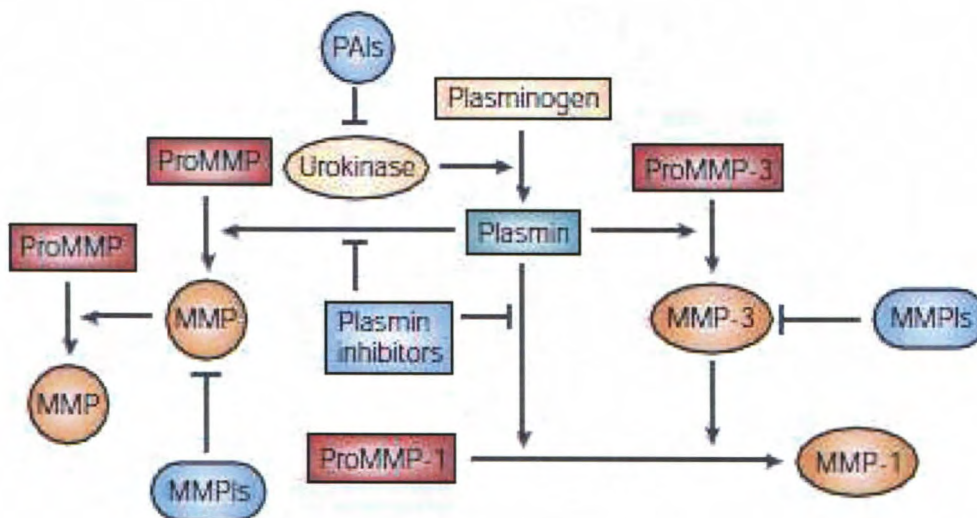 PAIs
Plasminogen
ProMMP
Urokinase
ProMMP-3
ProMMP
Plasmin
MMP
Plasmin
inhibitors
MMP-3
MMPIs
MMP
ProMMP-1
MMP-1
MMPIs